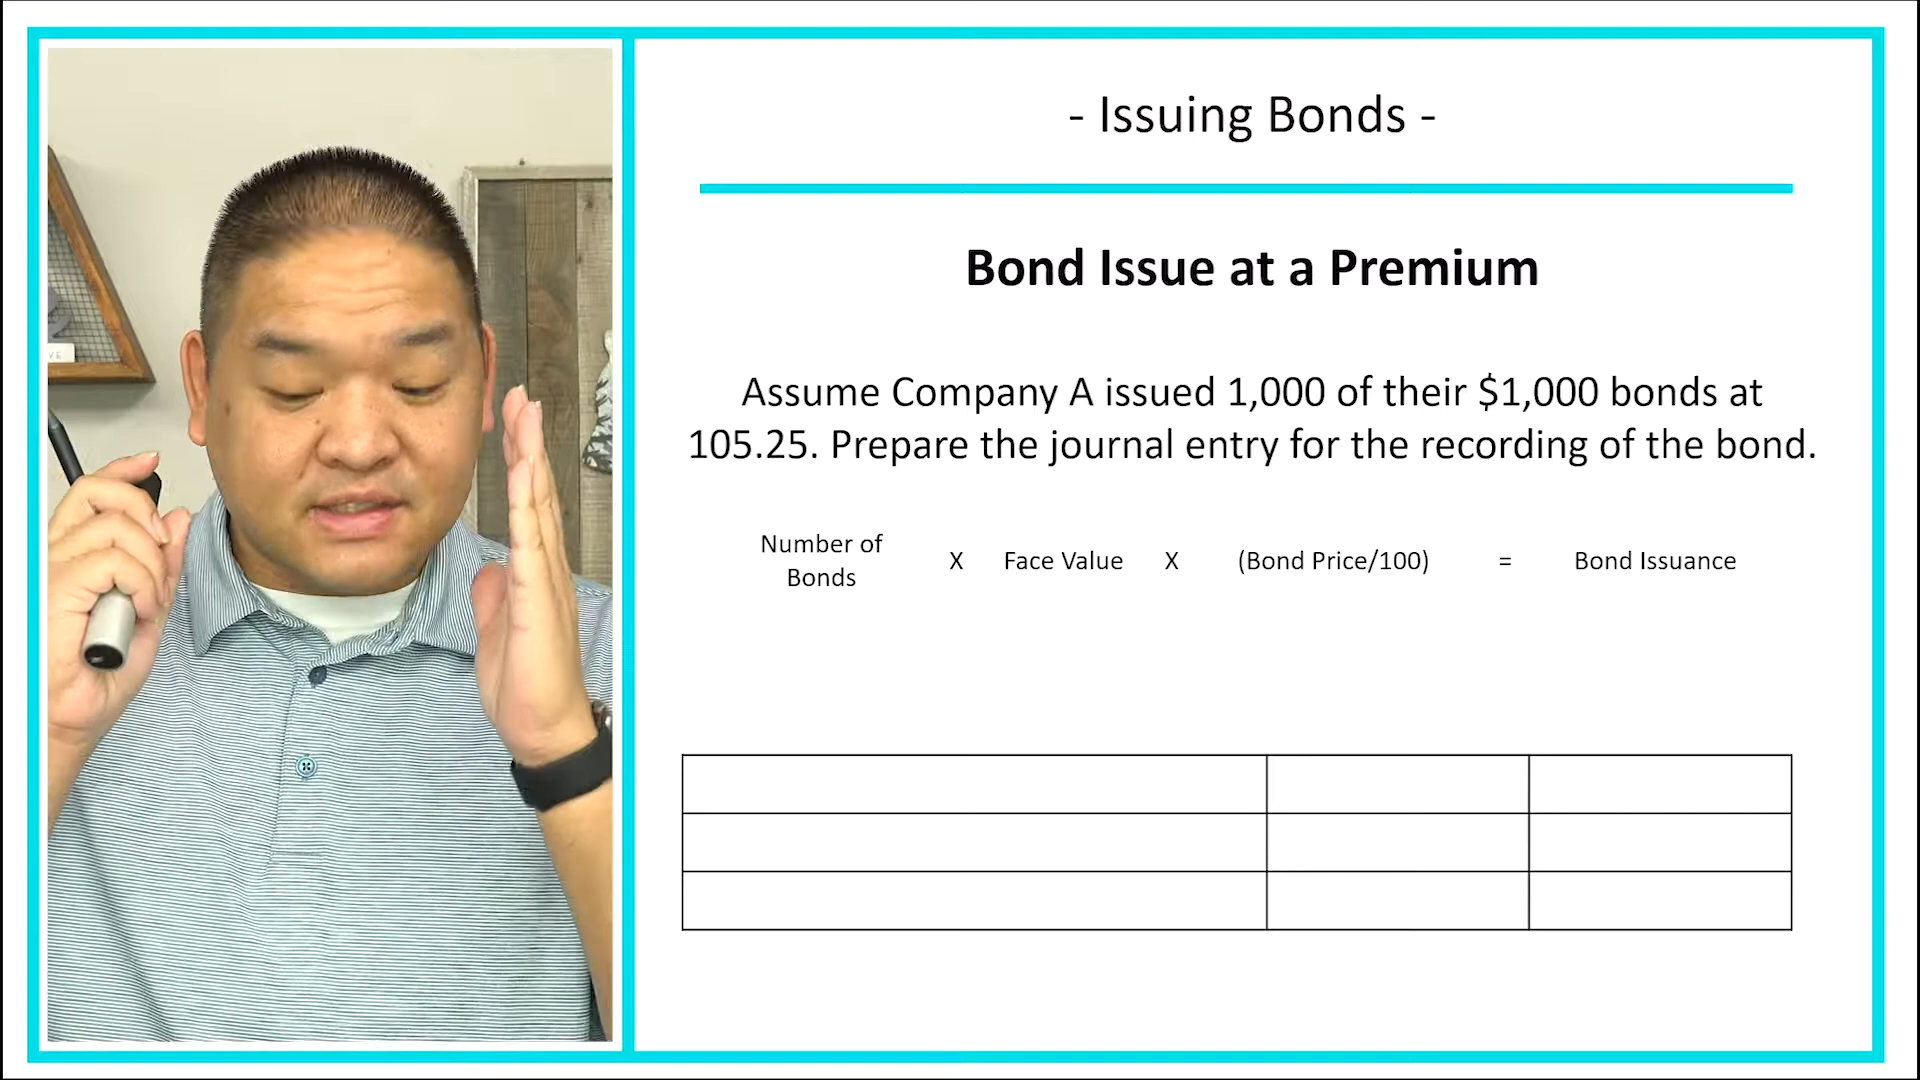 - Issuing Bonds -
Bond Issue at a Premium
Assume Company A issued 1,000 of their $1,000 bonds at
105.25. Prepare the journal entry for the recording of the bond.
Number of
Bonds
X Face Value X (Bond Price/100) = Bond Issuance